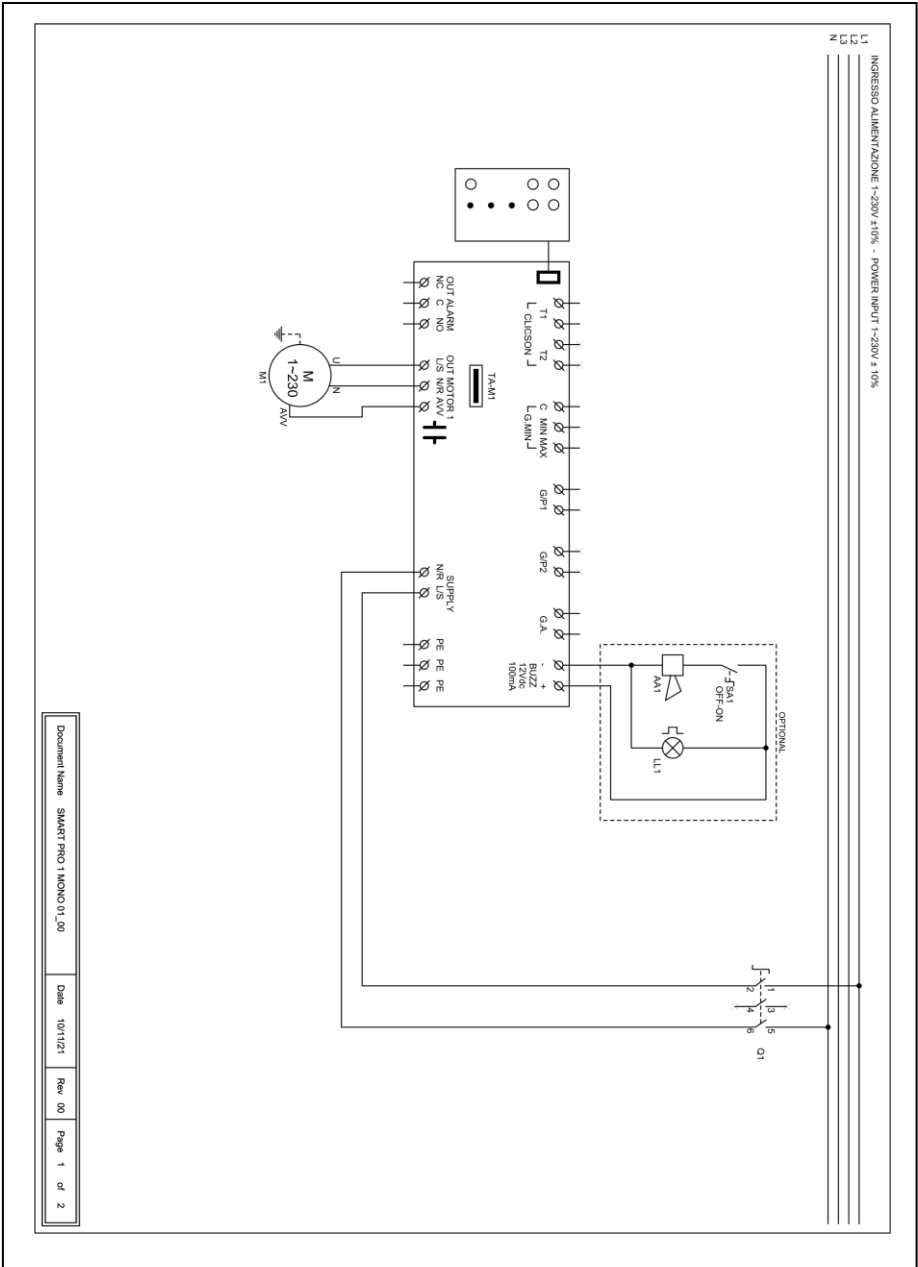 L1
L2
L3
N
INGRESSO ALIMENTAZIONE 1~230V ±10% - POWER INPUT 1~230V ± 10%
1
3
5
2
4
6
Q1
OPTIONAL
SA1
OFF-ON
AA1
LL1
T1
T2
CLICSON
C MIN MAX
G.MIN
G/P1
G/P2
G.A.
- +
BUZZ
12Vdc
100mA
TA-M1
OUT ALARM
NC C NO
OUT MOTOR 1
L/S N/R AVV
SUPPLY
N/R L/S
PE PE PE
U
N
AVV
M
1~230
M1
Document Name SMART PRO 1 MONO 01_00
Date 10/11/21
Rev 00
Page 1 of 2